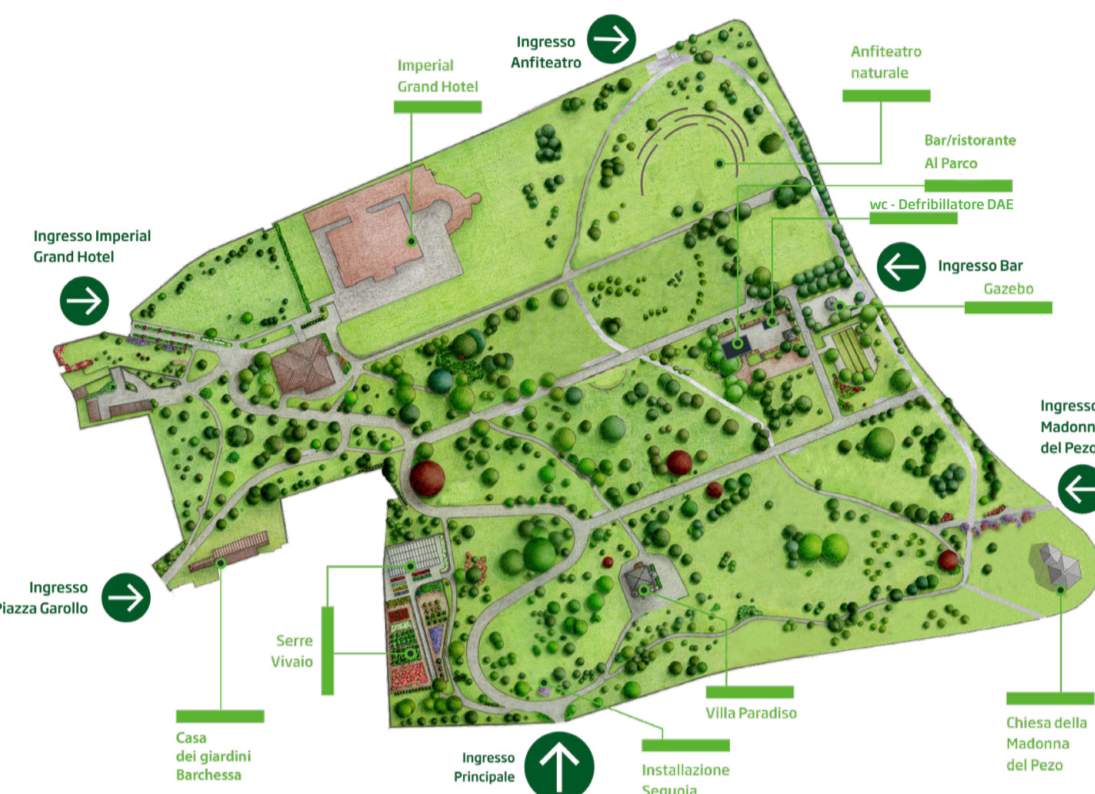 Ingresso
Anfiteatro
Imperial
Grand Hotel
Anfiteatro
naturale
Bar/ristorante
Al Parco
wc - Defribillatore DAE
Ingresso Imperial
Grand Hotel
Ingresso Bar
Gazebo
Ingresso
Madonn
del Pezo
Ingresso
Piazza Garollo
Serre
Vivaio
Casa
dei giardini
Barchessa
Ingresso
Principale
Installazione
Sequoia
Villa Paradiso
Chiesa della
Madonna
del Pezo